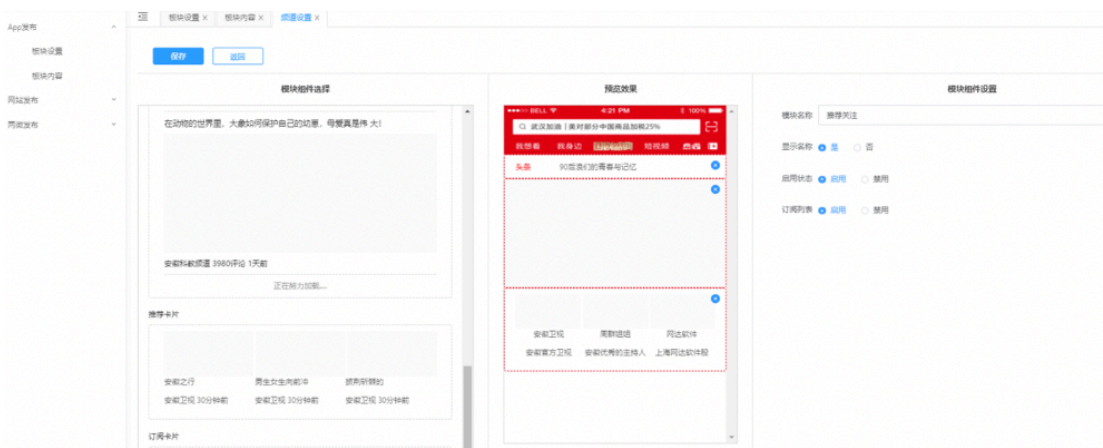 App发布
板块设置
板块内容
网站发布
两微发布
板块设置 ×
板块内容 ×
频道设置 ×
保存
返回
模块组件选择
在动物的世界里，大象如何保护自己的幼崽，母爱真是伟 大!
安徽科教频道 3980评论 1天前
正在努力加载...
推荐卡片
安徽之行
男生女生向前冲
安徽卫视 30分钟前
安徽卫视 30分钟前
安徽卫视 30分钟前
订阅卡片
预览效果
BELL
4:21 PM
100%
武汉加油 | 美对部分中国商品加税25%
我想看
我身边
短视频
头条
90后渔们的青春与记忆
安徽卫视
周群姐姐
网达软件
安徽官方卫视
安徽优秀的主持人
上海网达软件股
模块组件设置
模块名称
推荐关注
显示名称
是
否
启用状态
启用
禁用
订阅列表
启用
禁用